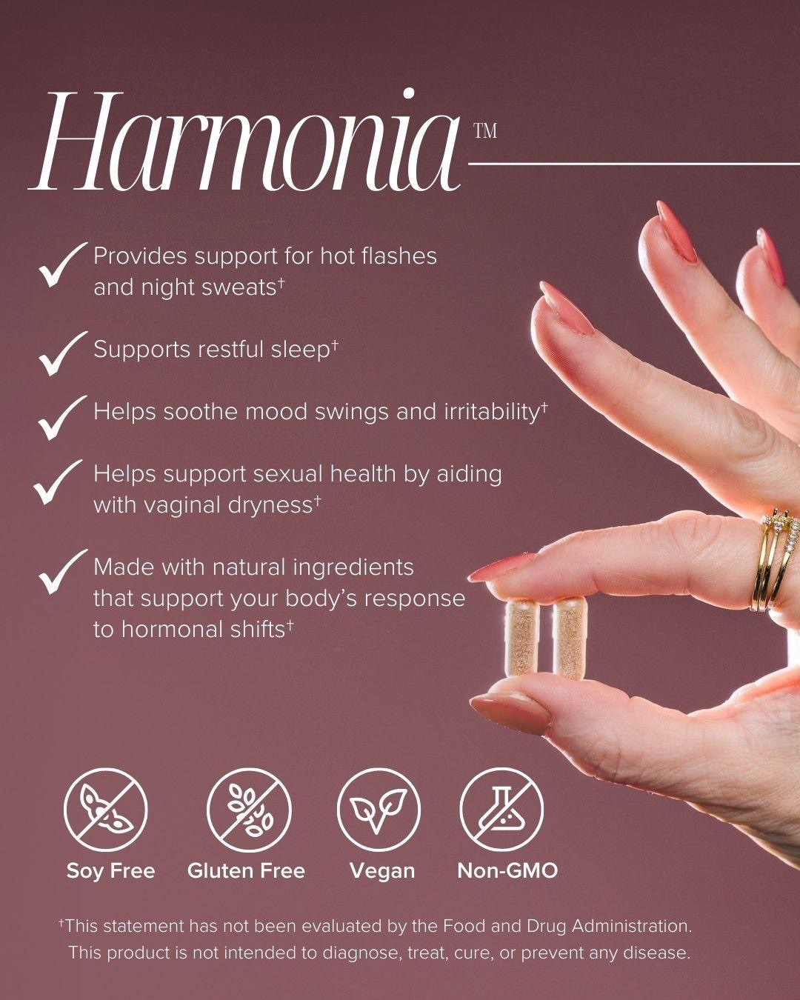 Harmonia™
Provides support for hot flashes
and night sweats†
Supports restful sleep†
Helps soothe mood swings and irritability†
Helps support sexual health by aiding
with vaginal dryness†
Made with natural ingredients
that support your body’s response
to hormonal shifts†
Soy Free
Gluten Free
Vegan
Non-GMO
†This statement has not been evaluated by the Food and Drug Administration.
This product is not intended to diagnose, treat, cure, or prevent any disease.